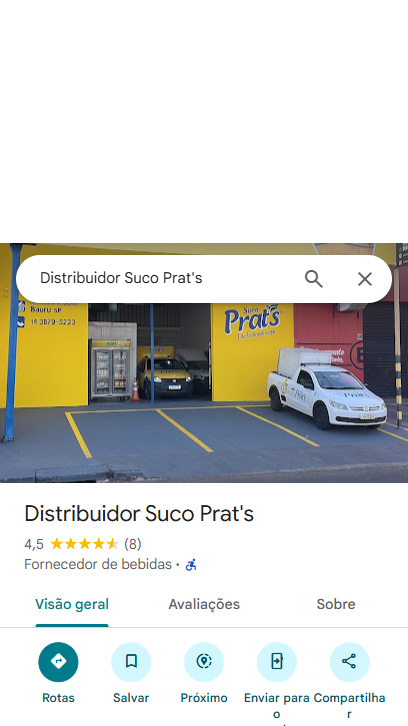 Distribuidor Suco Prat's
Bauru SP
14 3879-5223
Suco
Prat's
Distribuidor Suco Prat's
4,5 (8)
Fornecedor de bebidas ·
Visão geral
Avaliações
Sobre
Rotas
Salvar
Próximo
Enviar para
o
Compartilha
r